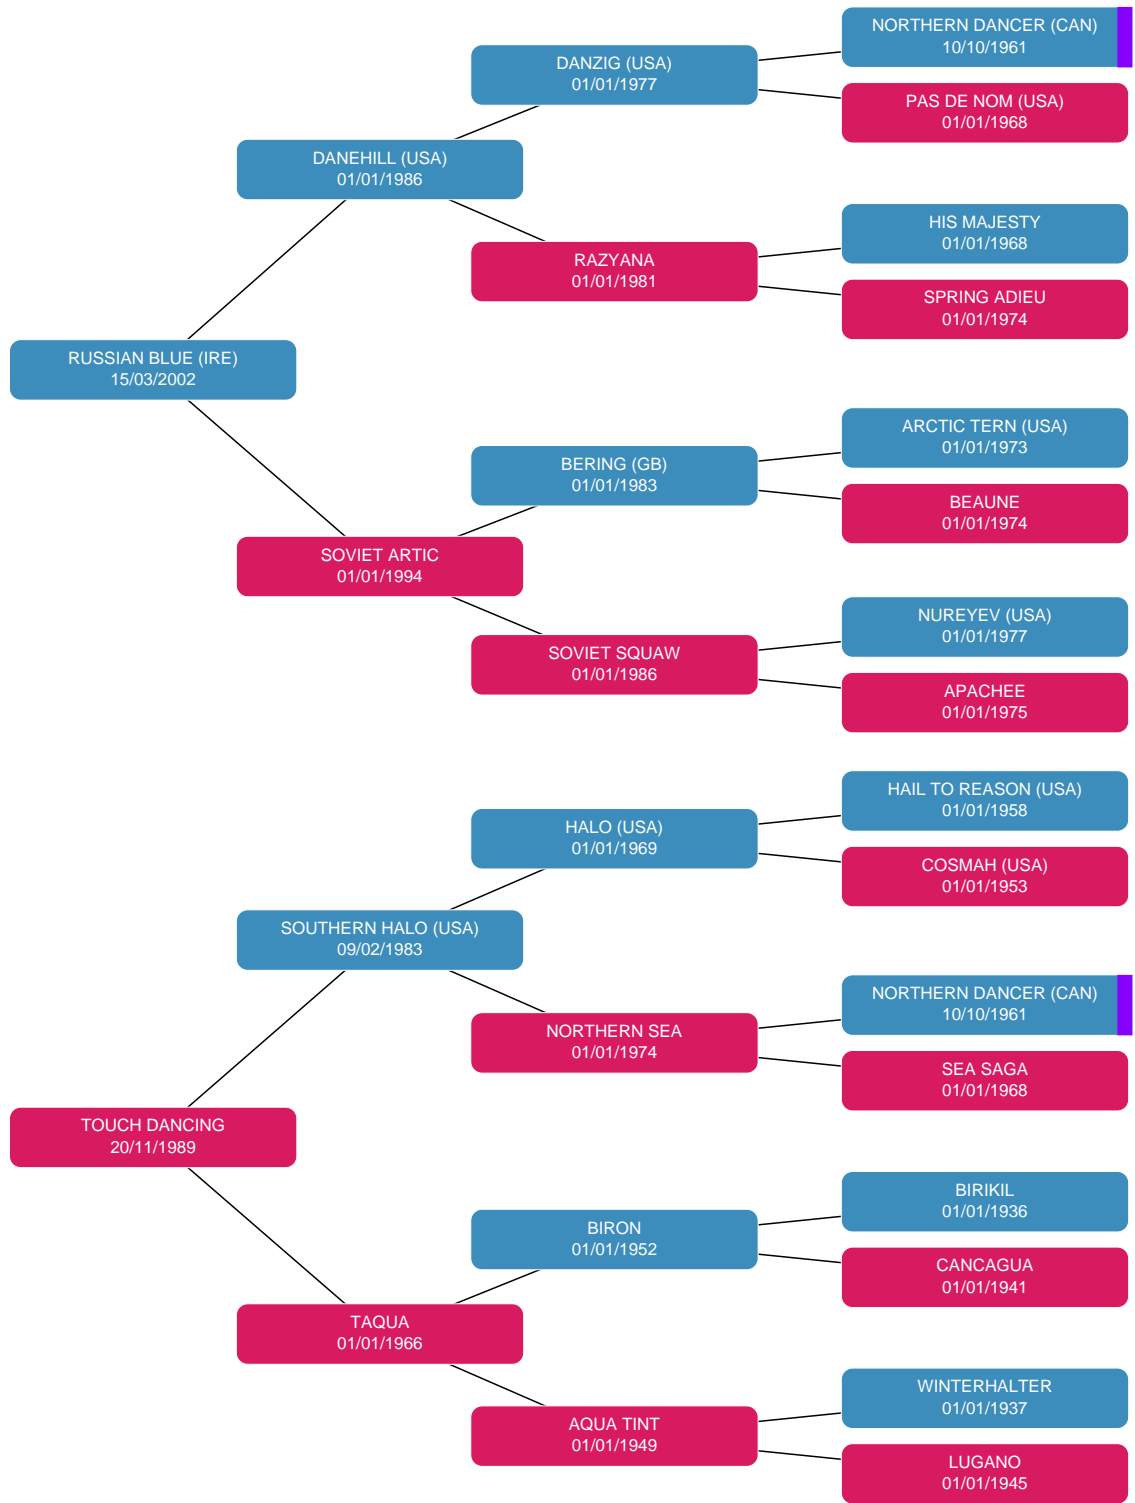 NORTHERN DANCER (CAN)
10/10/1961
DANZIG (USA)
01/01/1977
PAS DE NOM (USA)
01/01/1968
DANEHILL (USA)
01/01/1986
HIS MAJESTY
01/01/1968
RAZYANA
01/01/1981
SPRING ADIEU
01/01/1974
RUSSIAN BLUE (IRE)
15/03/2002
ARCTIC TERN (USA)
01/01/1973
BERING (GB)
01/01/1983
BEAUNE
01/01/1974
SOVIET ARTIC
01/01/1994
NUREYEV (USA)
01/01/1977
SOVIET SQUAW
01/01/1986
APACHEE
01/01/1975
HAIL TO REASON (USA)
01/01/1958
HALO (USA)
01/01/1969
COSMAH (USA)
01/01/1953
SOUTHERN HALO (USA)
09/02/1983
NORTHERN DANCER (CAN)
10/10/1961
NORTHERN SEA
01/01/1974
SEA SAGA
01/01/1968
TOUCH DANCING
20/11/1989
BIRIKIL
01/01/1936
BIRON
01/01/1952
CANCAGUA
01/01/1941
TAQUA
01/01/1966
WINTERHALTER
01/01/1937
AQUA TINT
01/01/1949
LUGANO
01/01/1945